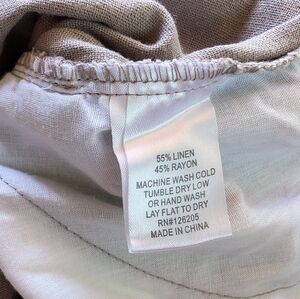 55% LINEN
45% RAYON
MACHINE WASH COLD
TUMBLE DRY LOW
OR HAND WASH
LAY FLAT TO DRY
RN#126205
MADE IN CHINA